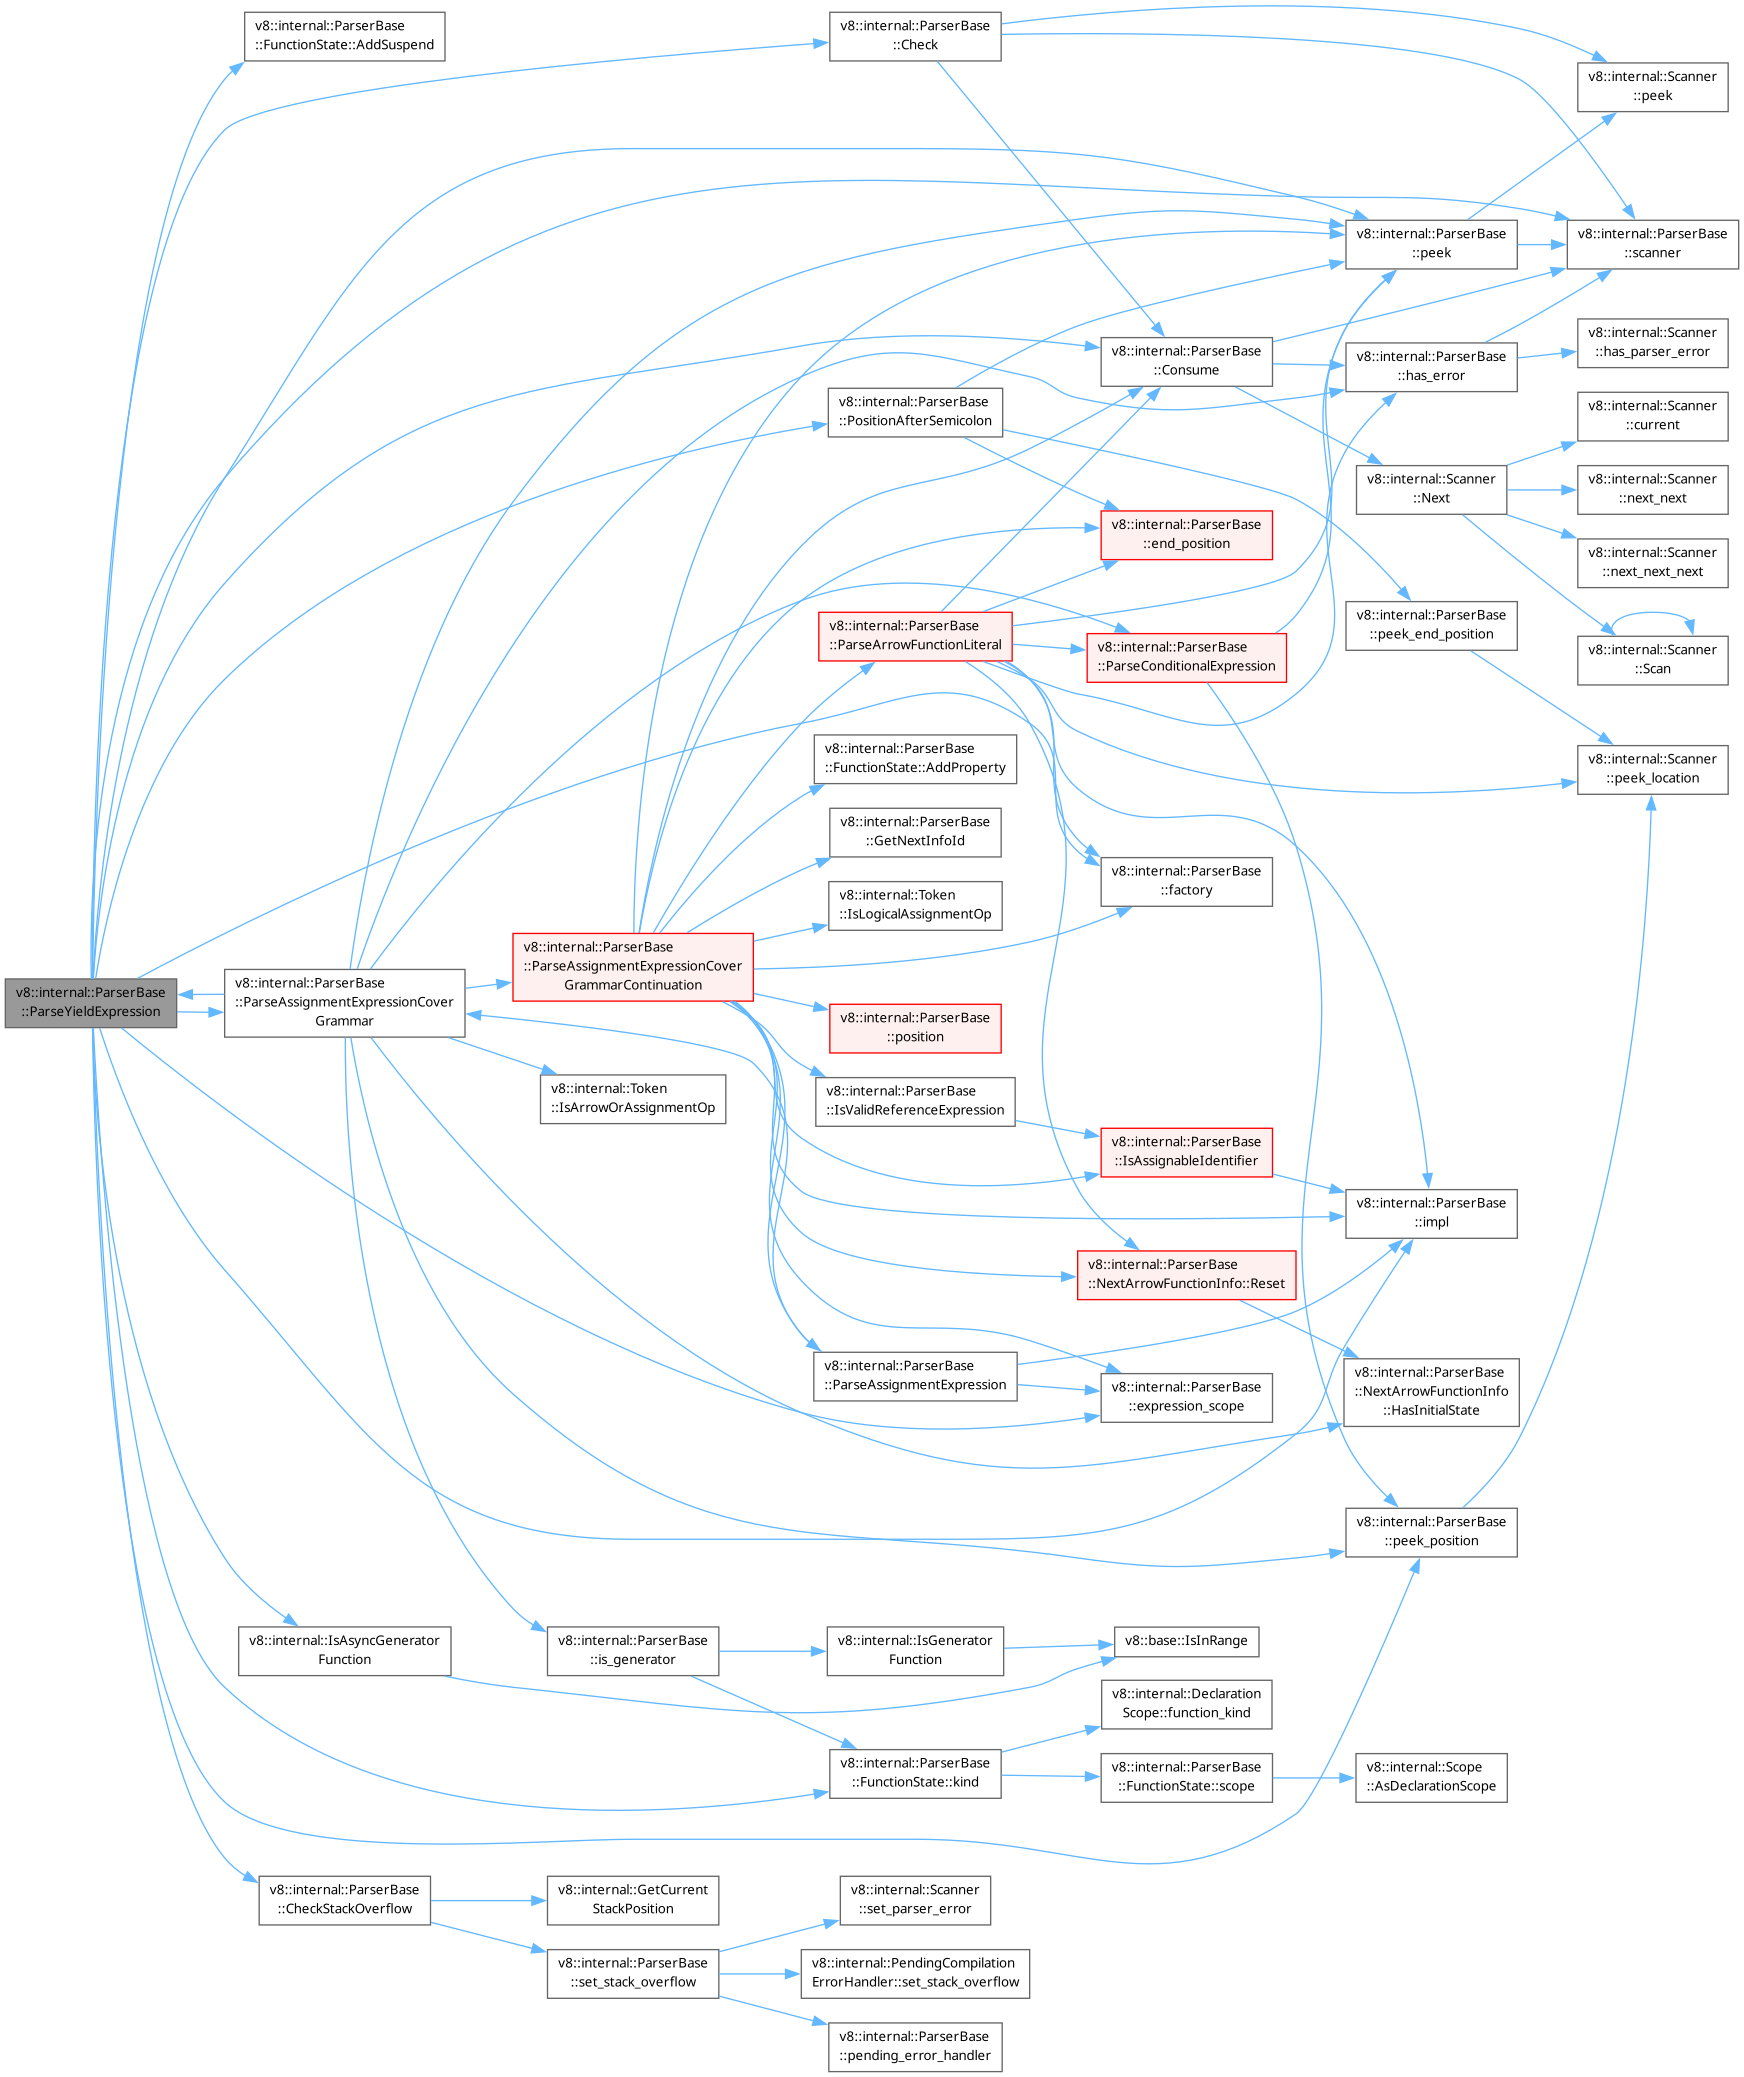 v8::internal::ParserBase
::FunctionState::AddSuspend
v8::internal::ParserBase
::Check
v8::internal::Scanner
::peek
v8::internal::ParserBase
::peek
v8::internal::ParserBase
::scanner
v8::internal::Scanner
::has_parser_error
v8::internal::ParserBase
::Consume
v8::internal::ParserBase
::has_error
v8::internal::ParserBase
::PositionAfterSemicolon
v8::internal::Scanner
::current
v8::internal::Scanner
::Next
v8::internal::Scanner
::next_next
v8::internal::ParserBase
::end_position
v8::internal::Scanner
::next_next_next
v8::internal::ParserBase
::ParseArrowFunctionLiteral
v8::internal::ParserBase
::ParseConditionalExpression
v8::internal::ParserBase
::peek_end_position
v8::internal::Scanner
::Scan
v8::internal::ParserBase
::FunctionState::AddProperty
v8::internal::Scanner
::peek_location
v8::internal::ParserBase
::GetNextInfoId
v8::internal::ParserBase
::factory
v8::internal::Token
::IsLogicalAssignmentOp
v8::internal::ParserBase
::ParseYieldExpression
v8::internal::ParserBase
::ParseAssignmentExpressionCover
Grammar
v8::internal::ParserBase
::ParseAssignmentExpressionCover
GrammarContinuation
v8::internal::ParserBase
::position
v8::internal::Token
::IsArrowOrAssignmentOp
v8::internal::ParserBase
::IsValidReferenceExpression
v8::internal::ParserBase
::IsAssignableIdentifier
v8::internal::ParserBase
::impl
v8::internal::ParserBase
::NextArrowFunctionInfo::Reset
v8::internal::ParserBase
::ParseAssignmentExpression
v8::internal::ParserBase
::expression_scope
v8::internal::ParserBase
::NextArrowFunctionInfo
::HasInitialState
v8::internal::ParserBase
::peek_position
v8::internal::IsAsyncGenerator
Function
v8::internal::ParserBase
::is_generator
v8::internal::IsGenerator
Function
v8::base::IsInRange
v8::internal::Declaration
Scope::function_kind
v8::internal::ParserBase
::FunctionState::kind
v8::internal::ParserBase
::FunctionState::scope
v8::internal::Scope
::AsDeclarationScope
v8::internal::ParserBase
::CheckStackOverflow
v8::internal::GetCurrent
StackPosition
v8::internal::Scanner
::set_parser_error
v8::internal::ParserBase
::set_stack_overflow
v8::internal::PendingCompilation
ErrorHandler::set_stack_overflow
v8::internal::ParserBase
::pending_error_handler